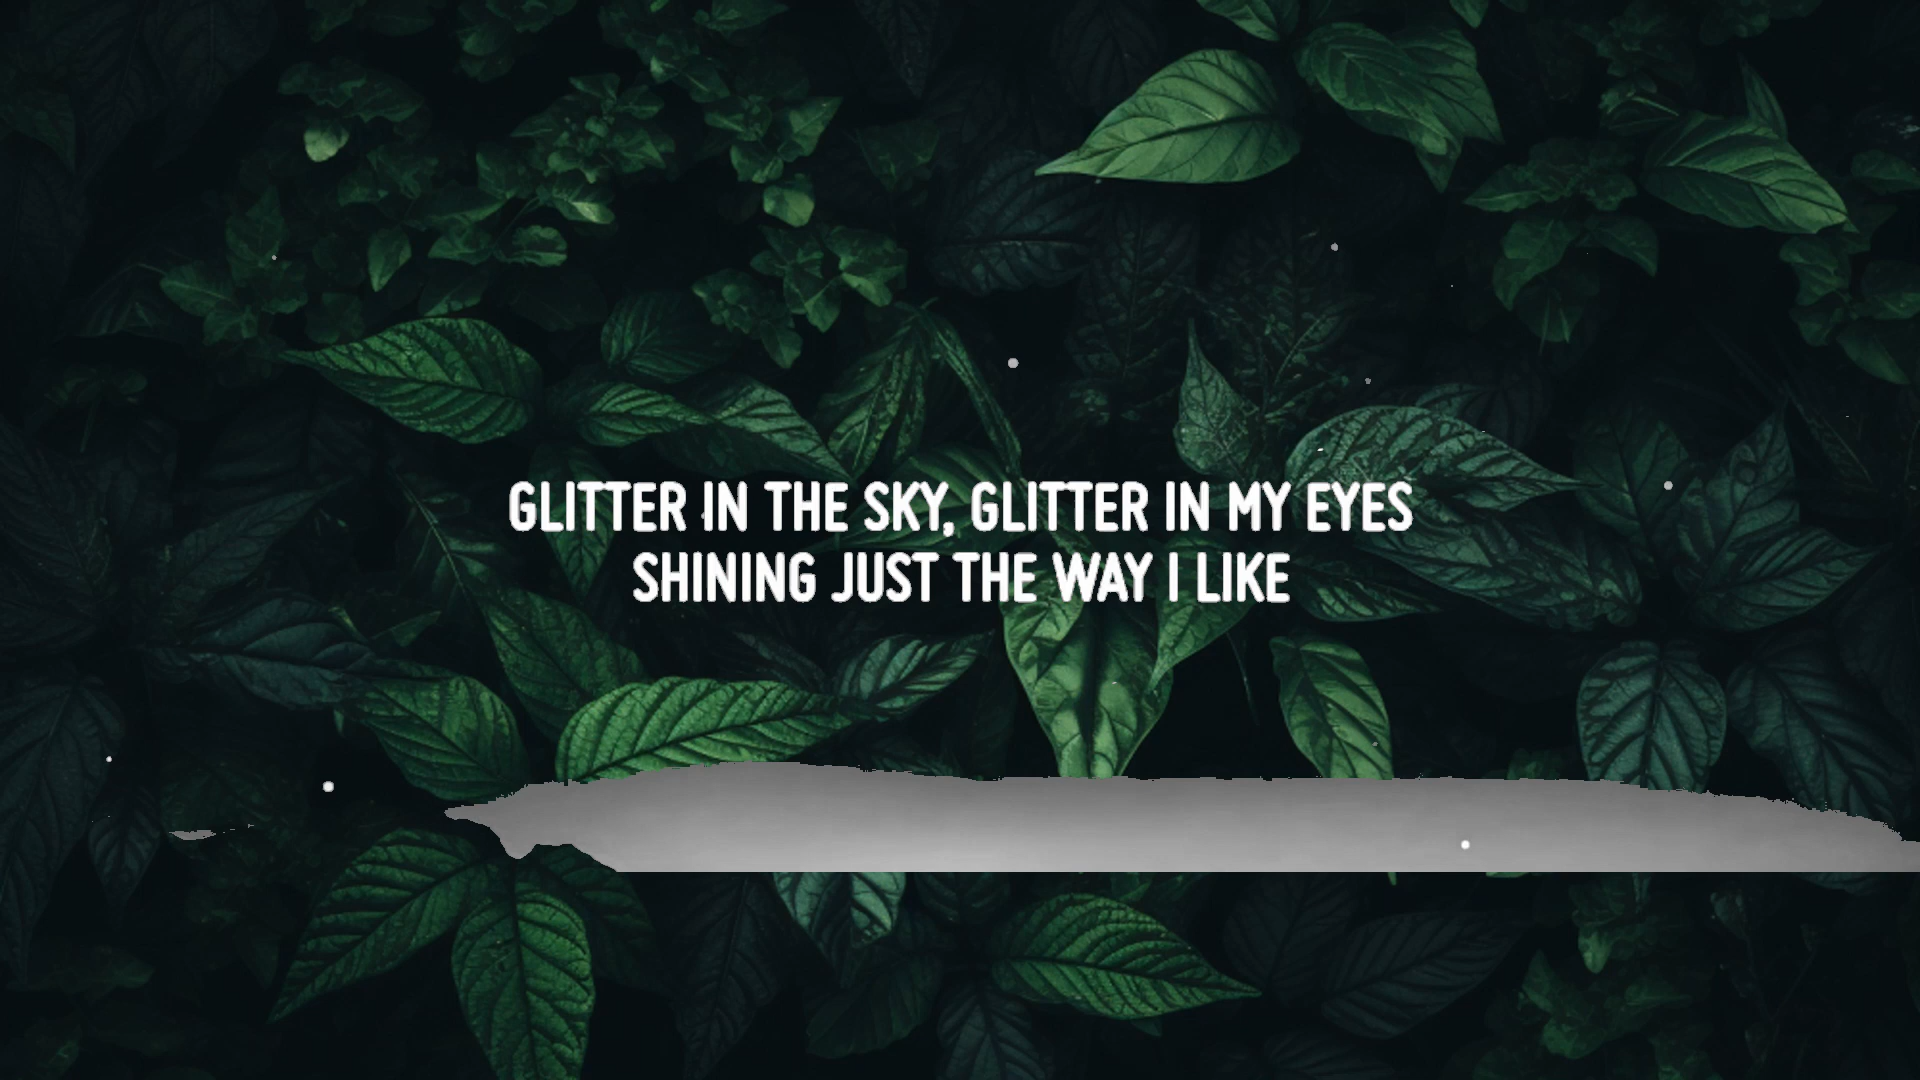 GLITTER IN THE SKY, GLITTER IN MY EYES
SHINING JUST THE WAY I LIKE